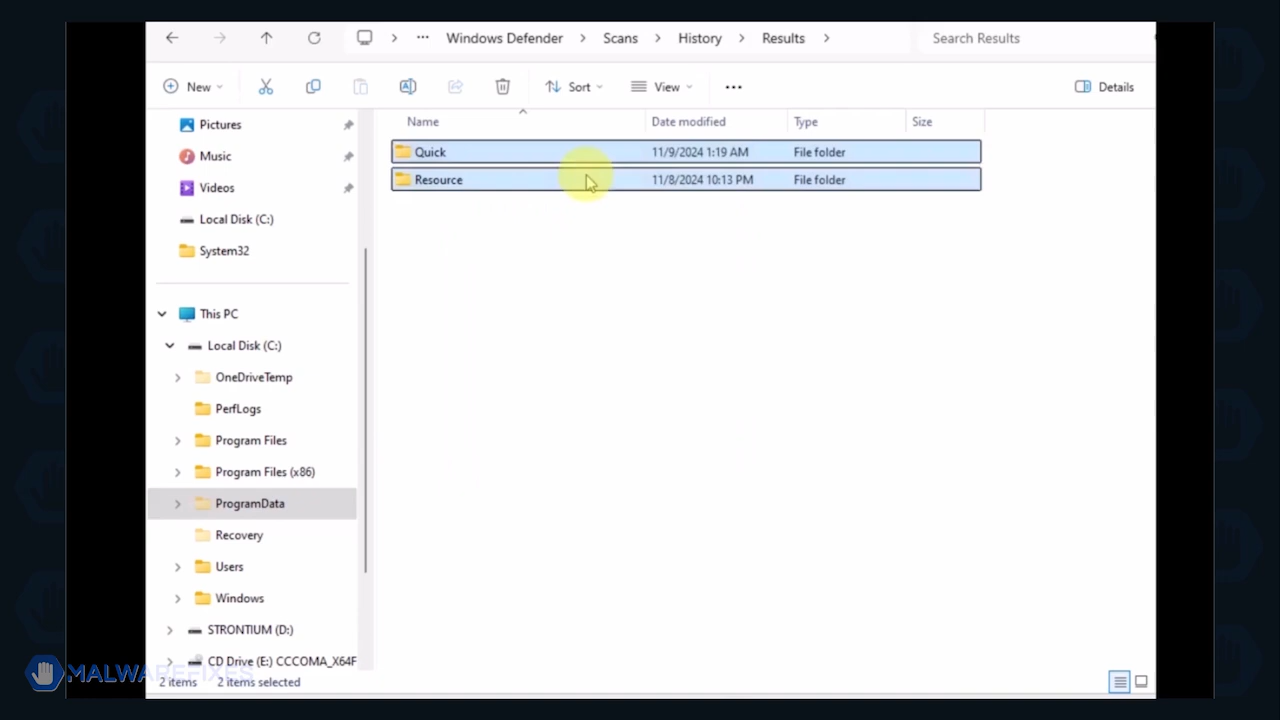 Windows Defender > Scans > History > Results >
Search Results
New
Sort
View
Details
Name
Date modified
Type
Size
Quick 11/9/2024 1:19 AM File folder
Resource 11/8/2024 10:13 PM File folder
Pictures
Music
Videos
Local Disk (C:)
System32
This PC
Local Disk (C:)
OneDriveTemp
PerfLogs
Program Files
Program Files (x86)
ProgramData
Recovery
Users
Windows
STRONTIUM (D:)
CD Drive (E:) CCCOMA_X64F
MALWAREFIXES
2 items 2 items selected